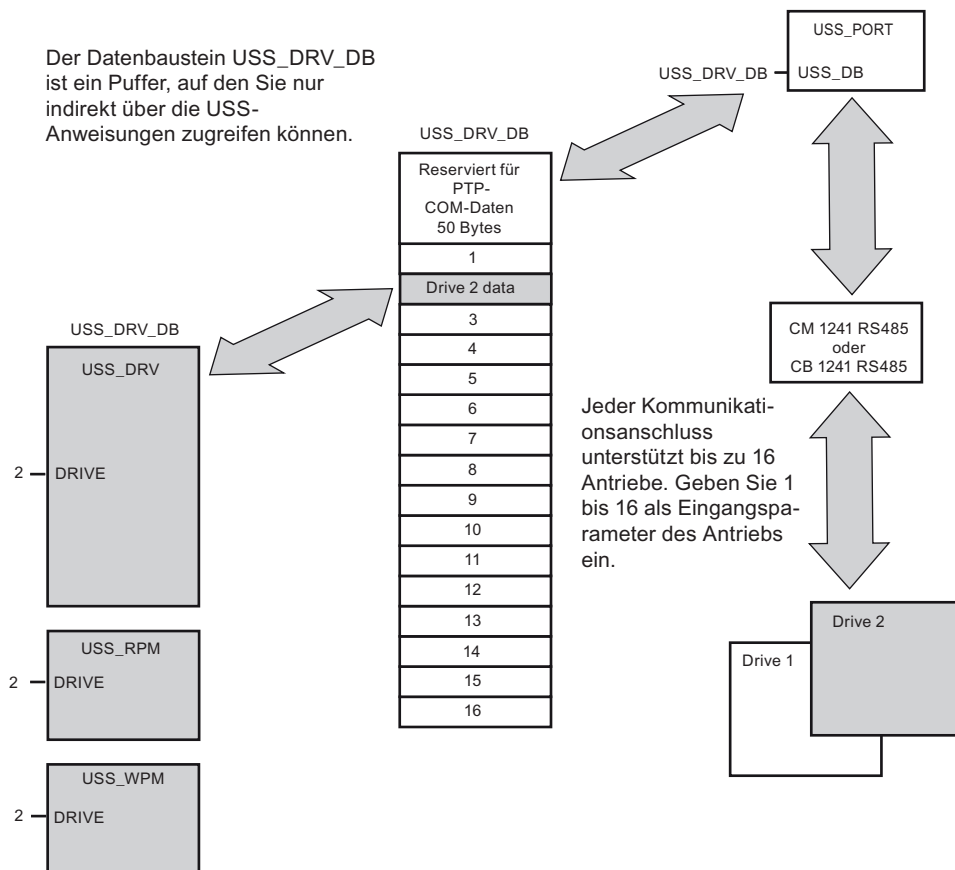 Der Datenbaustein USS_DRV_DB
ist ein Puffer, auf den Sie nur
indirekt über die USS-
Anweisungen zugreifen können.
USS_PORT
USS_DRV_DB
USS_DB
USS_DRV_DB
Reserviert für
PTP-
COM-Daten
50 Bytes
1
Drive 2 data
3
4
5
6
7
8
9
10
11
12
13
14
15
16
USS_DRV_DB
USS_DRV
2
DRIVE
USS_RPM
2
DRIVE
USS_WPM
2
DRIVE
CM 1241 RS485
oder
CB 1241 RS485
Jeder Kommunikati-
onsanschluss
unterstützt bis zu 16
Antriebe. Geben Sie 1
bis 16 als Eingangspa-
rameter des Antriebs
ein.
Drive 2
Drive 1